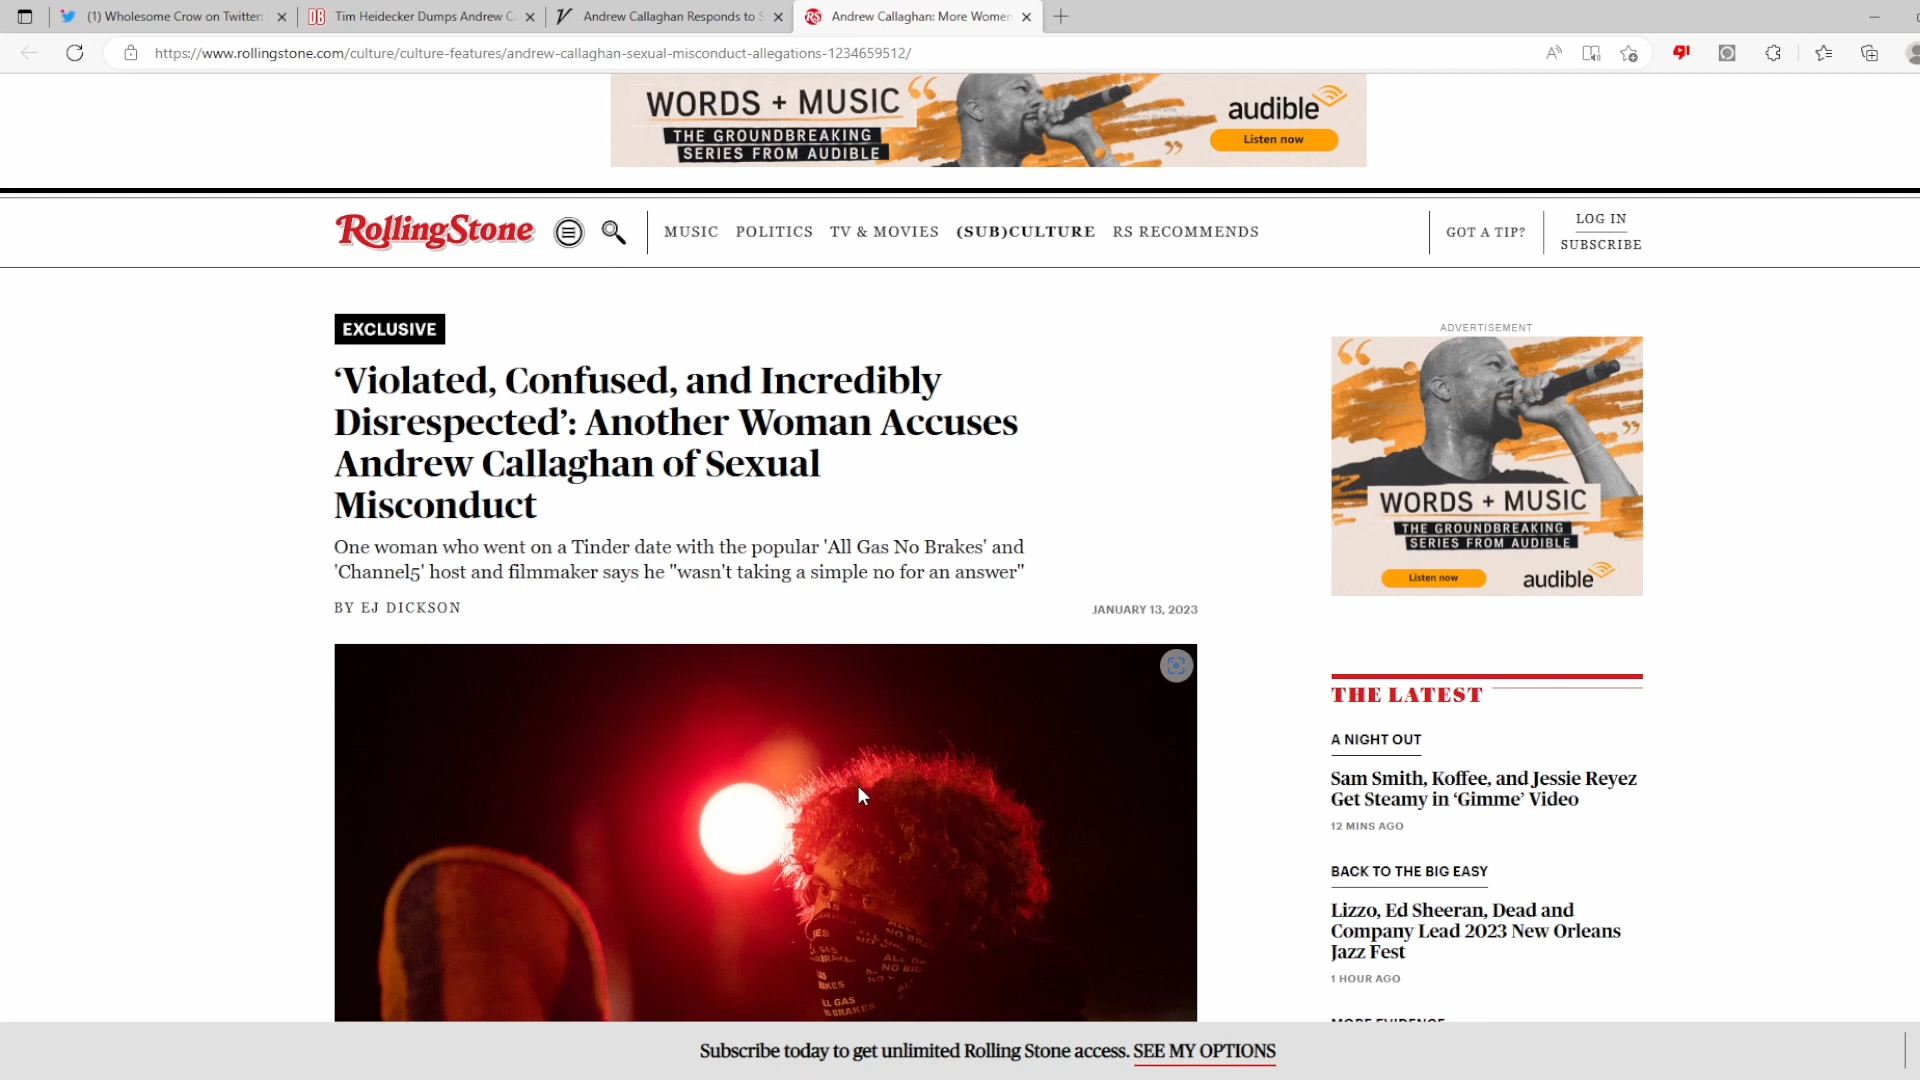 (1) Wholesome Crow on Twitter:
Tim Heidecker Dumps Andrew C
Andrew Callaghan Responds to S
Andrew Callaghan: More Women
https://www.rollingstone.com/culture/culture-features/andrew-callaghan-sexual-misconduct-allegations-1234659512/
WORDS + MUSIC
THE GROUNDBREAKING
SERIES FROM AUDIBLE
audible
Listen now
RollingStone
MUSIC POLITICS TV & MOVIES (SUB)CULTURE RS RECOMMENDS
GOT A TIP?
LOG IN
SUBSCRIBE
EXCLUSIVE
‘Violated, Confused, and Incredibly
Disrespected’: Another Woman Accuses
Andrew Callaghan of Sexual
Misconduct
One woman who went on a Tinder date with the popular 'All Gas No Brakes' and
'Channel5' host and filmmaker says he "wasn't taking a simple no for an answer"
BY EJ DICKSON
JANUARY 13, 2023
ADVERTISEMENT
WORDS + MUSIC
THE GROUNDBREAKING
SERIES FROM AUDIBLE
Listen now
audible
THE LATEST
A NIGHT OUT
Sam Smith, Koffee, and Jessie Reyez
Get Steamy in ‘Gimme’ Video
12 MINS AGO
BACK TO THE BIG EASY
Lizzo, Ed Sheeran, Dead and
Company Lead 2023 New Orleans
Jazz Fest
1 HOUR AGO
MORE EVIDENCE
ALL GAS
NO BRAKES
Subscribe today to get unlimited Rolling Stone access. SEE MY OPTIONS